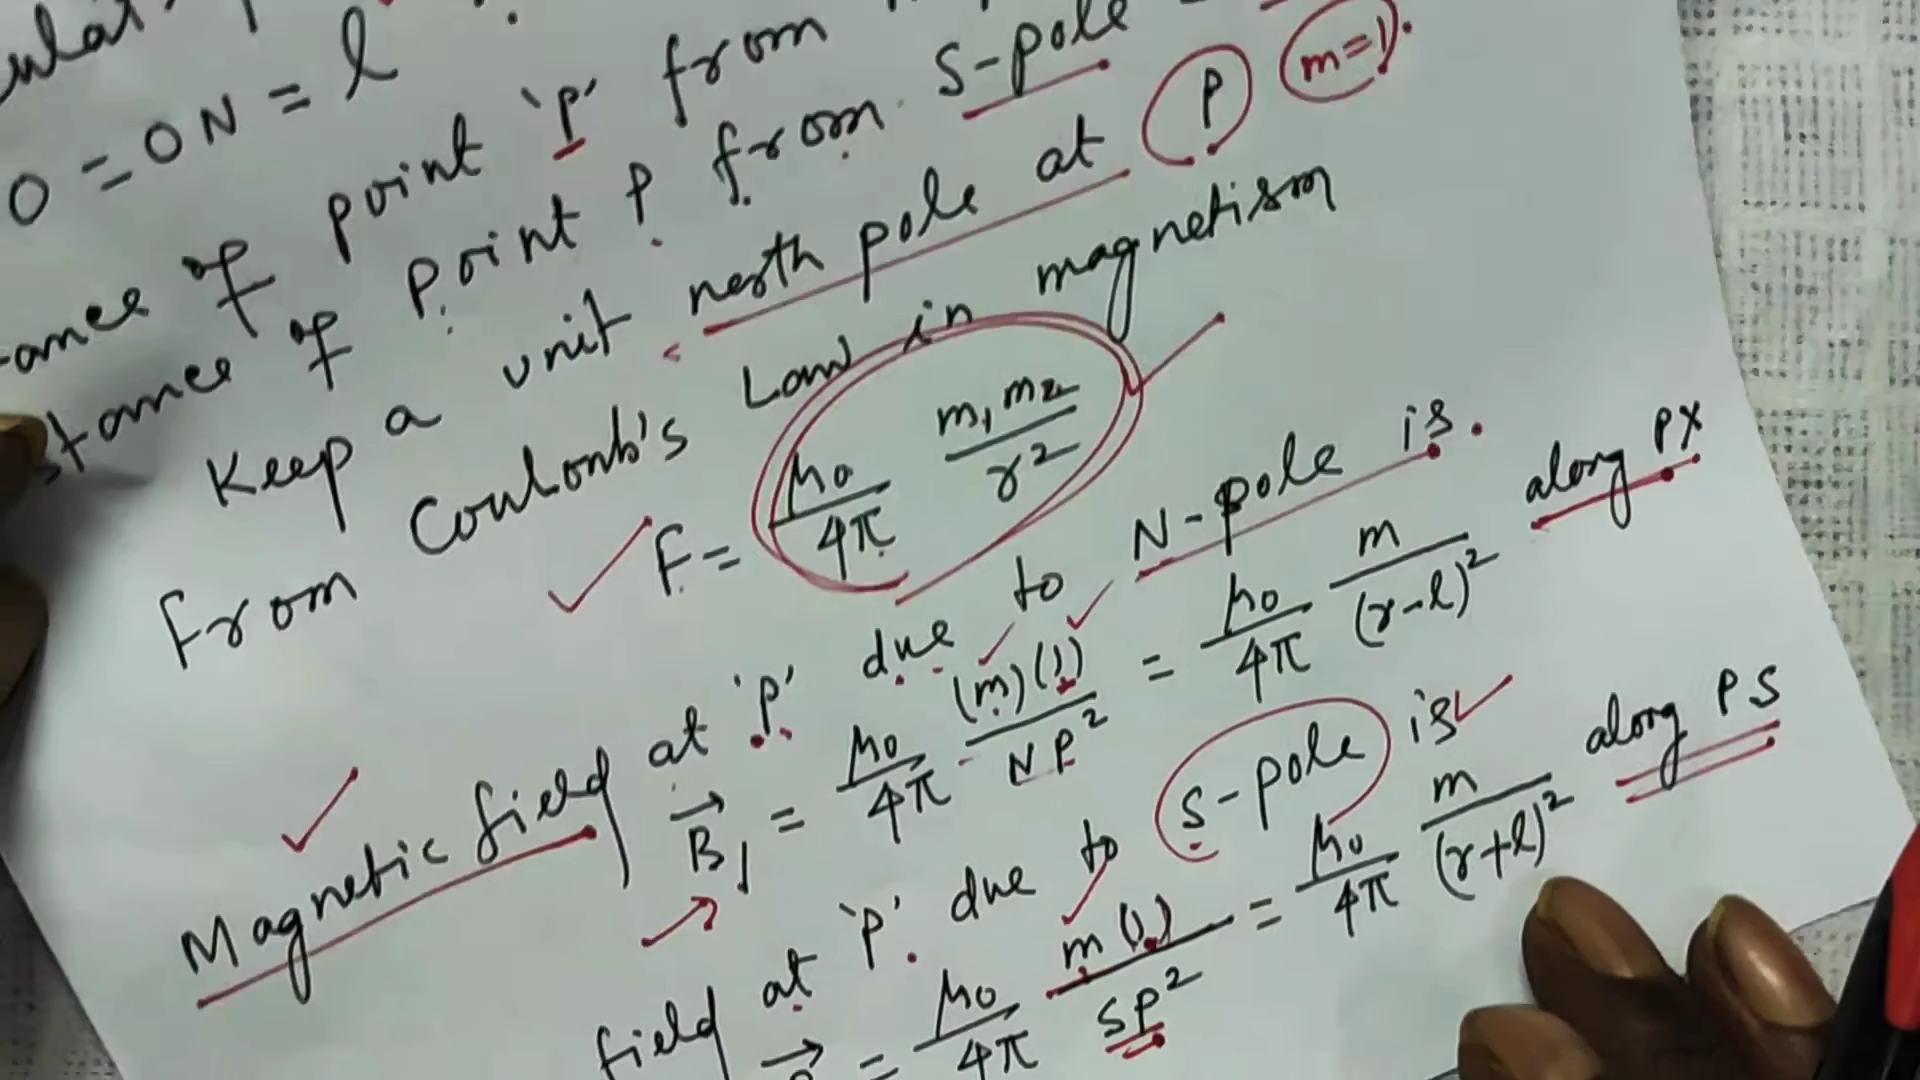 O = ON = l
of point 'P' from
of point P from S-pole
Keep a unit north pole at P m=1.
From Coulomb's Law in magnetism
F = μ₀/4π m₁m₂/r²
Magnetic field at 'P' due to N-pole is.
B⃗₁ = μ₀/4π (m)(1)/NP² = μ₀/4π m/(r-l)² along PX
field at 'P' due to S-pole is
= μ₀/4π m(1)/SP² = μ₀/4π m/(r+l)² along PS